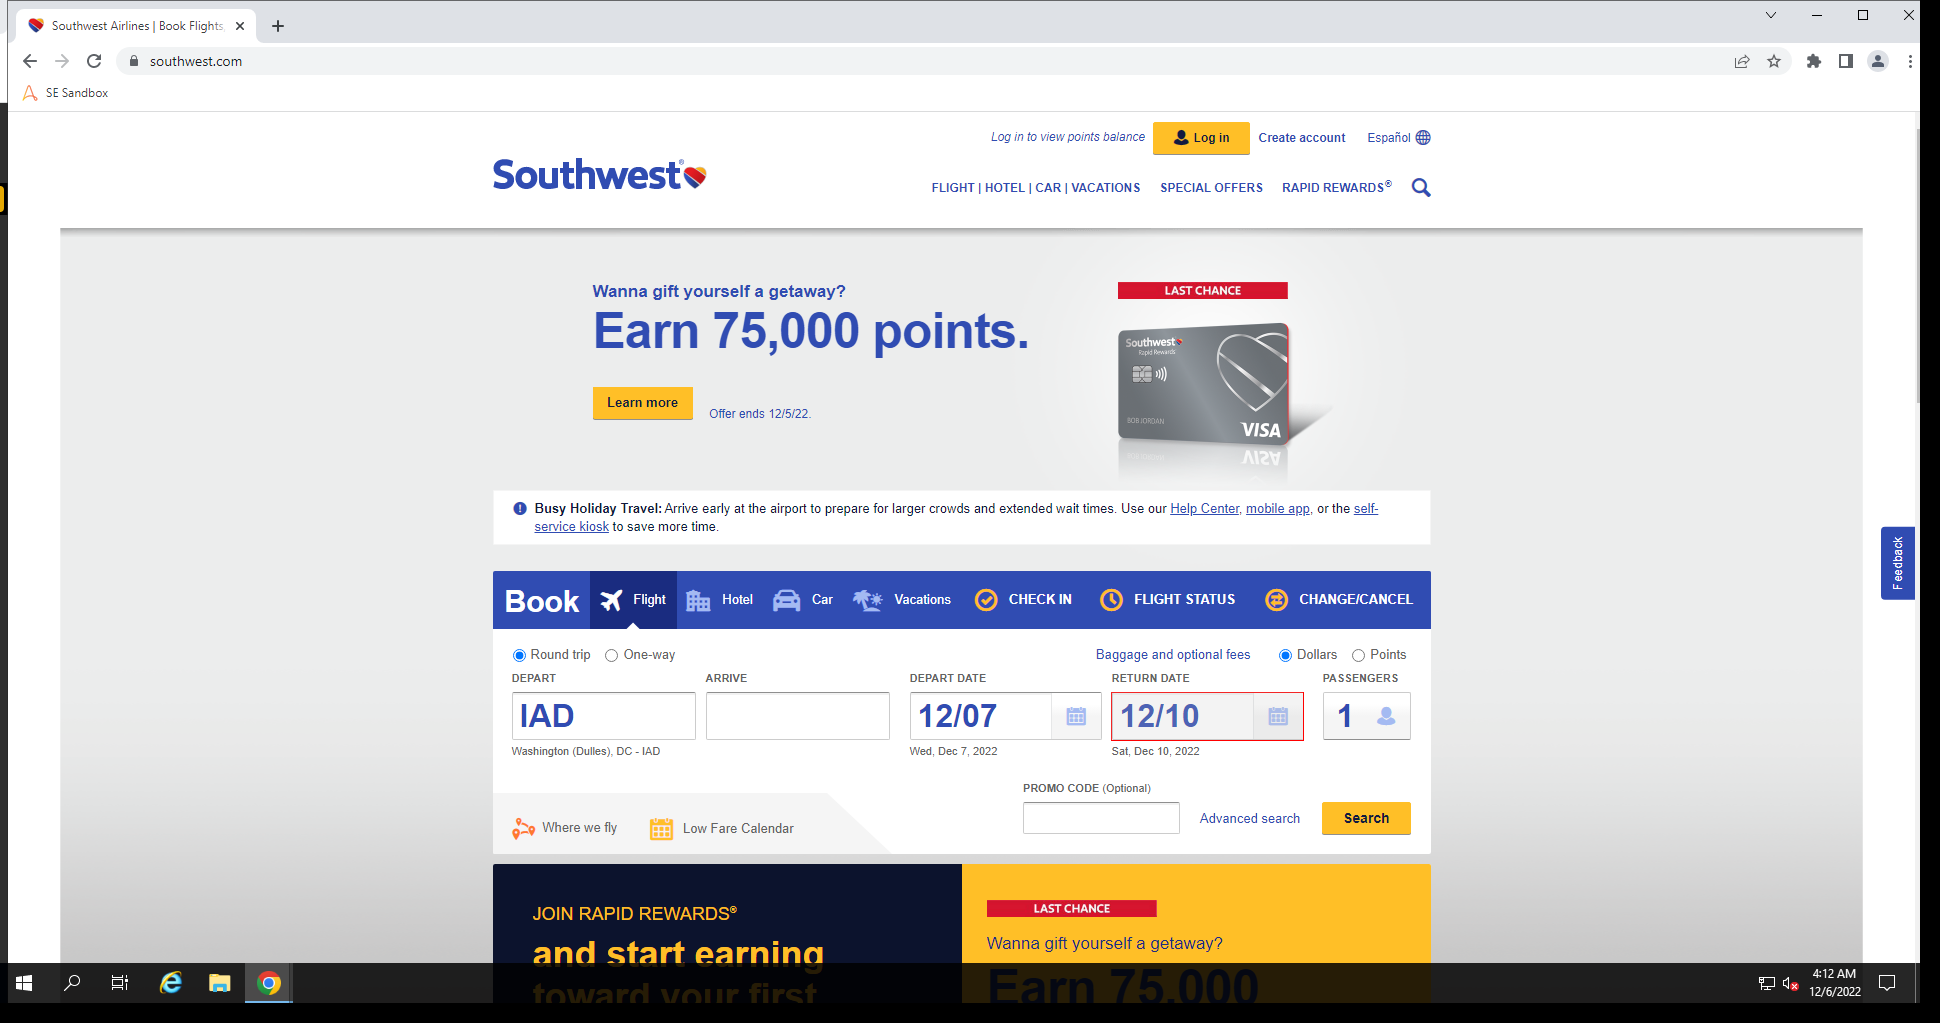 Southwest Airlines | Book Flights,
southwest.com
SE Sandbox
Log in to view points balance
Log in
Create account
Español
Southwest®
FLIGHT | HOTEL | CAR | VACATIONS
SPECIAL OFFERS
RAPID REWARDS®
Wanna gift yourself a getaway?
Earn 75,000 points.
Learn more
Offer ends 12/5/22.
LAST CHANCE
Southwest
Rapid Rewards
BOB JORDAN
VISA
Busy Holiday Travel: Arrive early at the airport to prepare for larger crowds and extended wait times. Use our Help Center, mobile app, or the self-
service kiosk to save more time.
Feedback
Book
Flight
Hotel
Car
Vacations
CHECK IN
FLIGHT STATUS
CHANGE/CANCEL
Round trip
One-way
Baggage and optional fees
Dollars
Points
DEPART
ARRIVE
DEPART DATE
RETURN DATE
PASSENGERS
IAD
12/07
12/10
1
Washington (Dulles), DC - IAD
Wed, Dec 7, 2022
Sat, Dec 10, 2022
PROMO CODE (Optional)
Where we fly
Low Fare Calendar
Advanced search
Search
JOIN RAPID REWARDS®
and start earning
toward your first
LAST CHANCE
Wanna gift yourself a getaway?
Earn 75,000
4:12 AM
12/6/2022